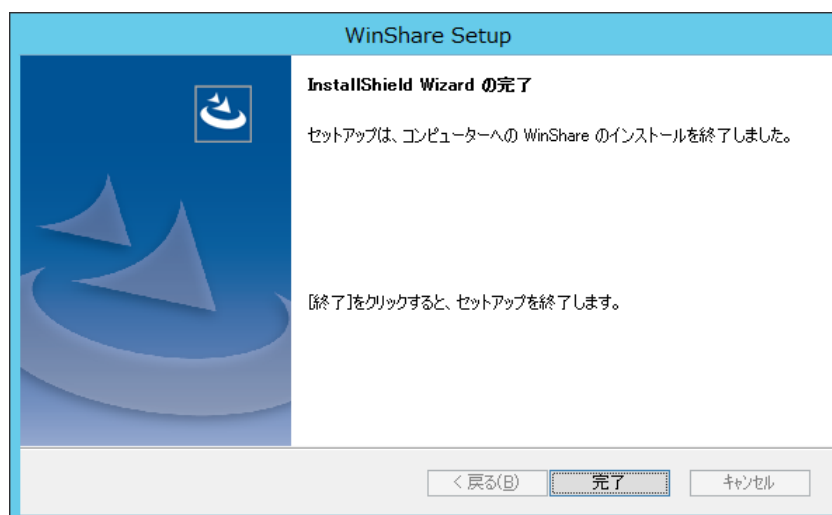 WinShare Setup
InstallShield Wizard の完了
セットアップは、コンピューターへの WinShare のインストールを終了しました。
[終了]をクリックすると、セットアップを終了します。
< 戻る(B)
完了
キャンセル